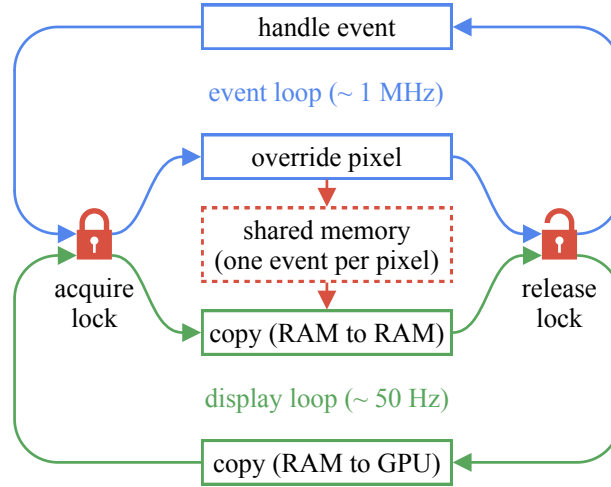 handle event
event loop (~ 1 MHz)
override pixel
shared memory
(one event per pixel)
acquire
lock
release
lock
copy (RAM to RAM)
display loop (~ 50 Hz)
copy (RAM to GPU)